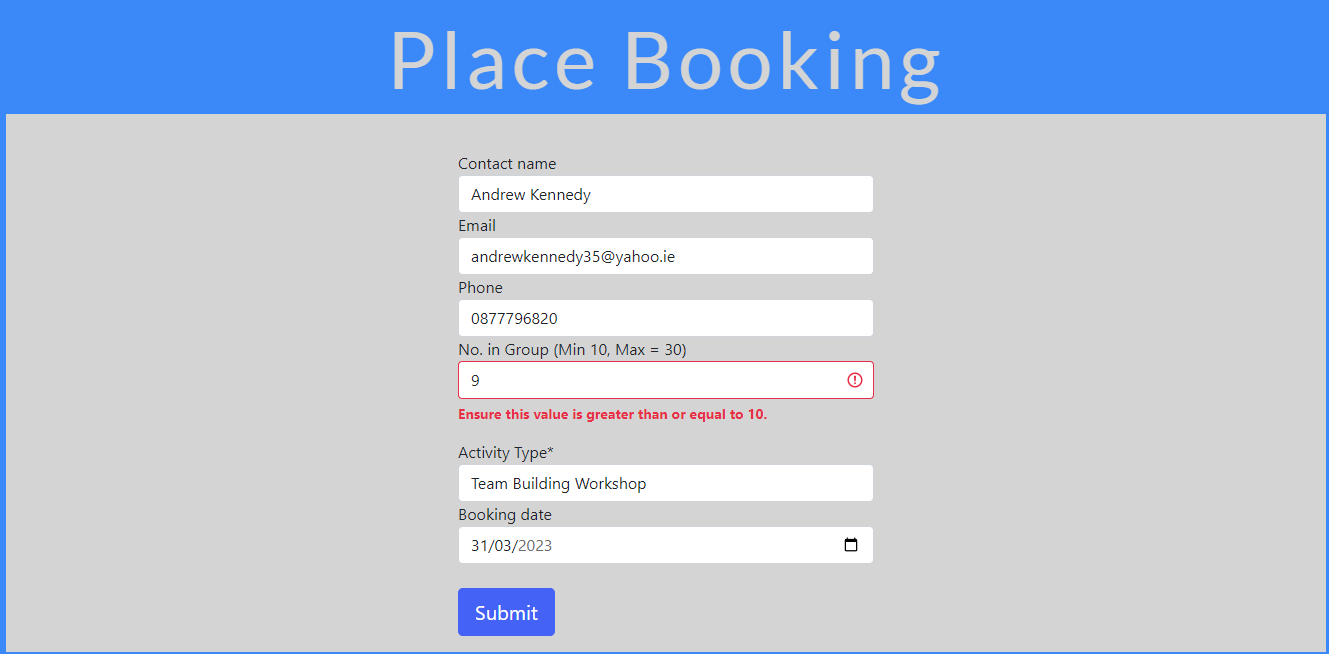 Place Booking
Contact name
Andrew Kennedy
Email
andrewkennedy35@yahoo.ie
Phone
0877796820
No. in Group (Min 10, Max = 30)
9
Ensure this value is greater than or equal to 10.
Activity Type*
Team Building Workshop
Booking date
31/03/2023
Submit